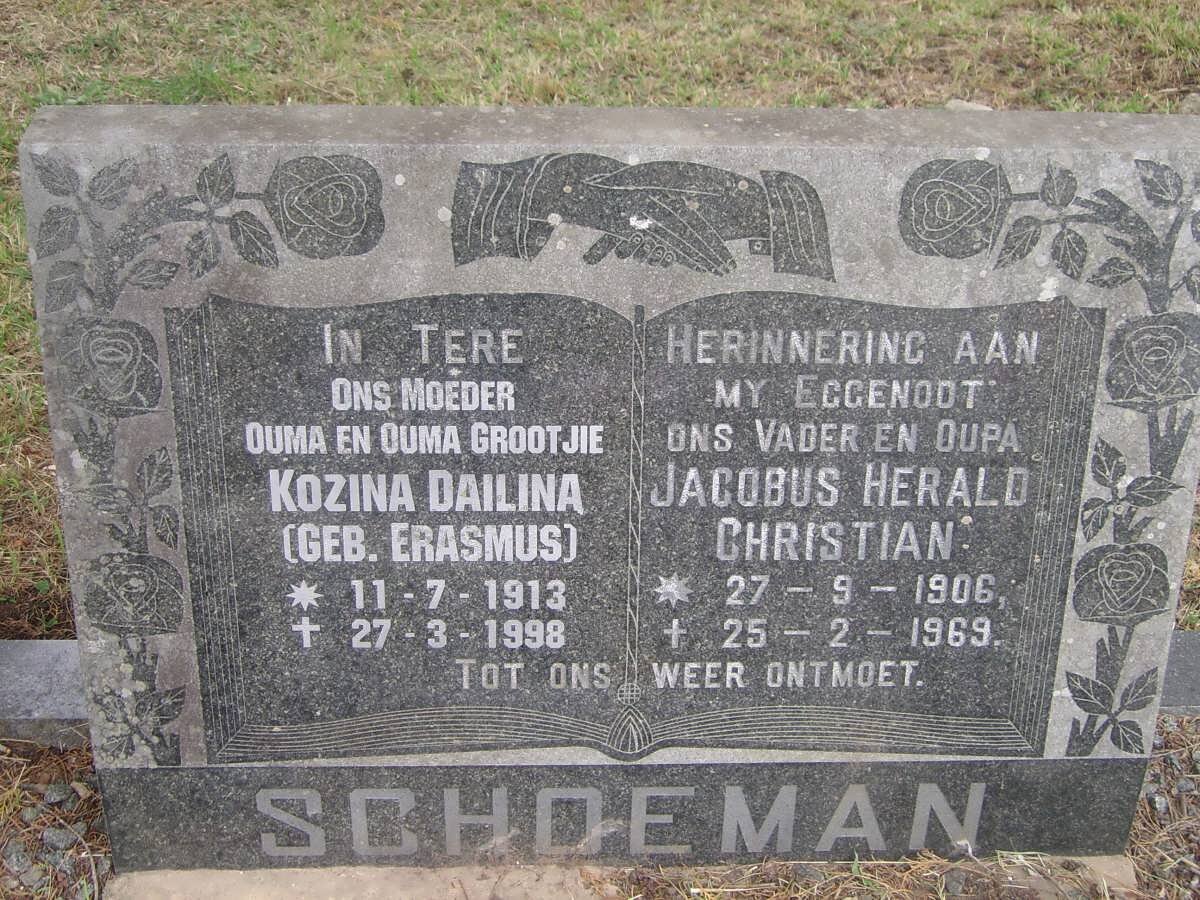 IN TERE
ONS MOEDER
OUMA EN OUMA GROOTJIE
KOZINA DAILINA
(GEB. ERASMUS)
* 11 - 7 - 1913
† 27 - 3 - 1998
HERINNERING AAN
MY EGGENOOT
ONS VADER EN OUPA
JACOBUS HERALD
CHRISTIAN
* 27 – 9 – 1906,
† 25 – 2 – 1969.
TOT ONS WEER ONTMOET.
SCHOEMAN